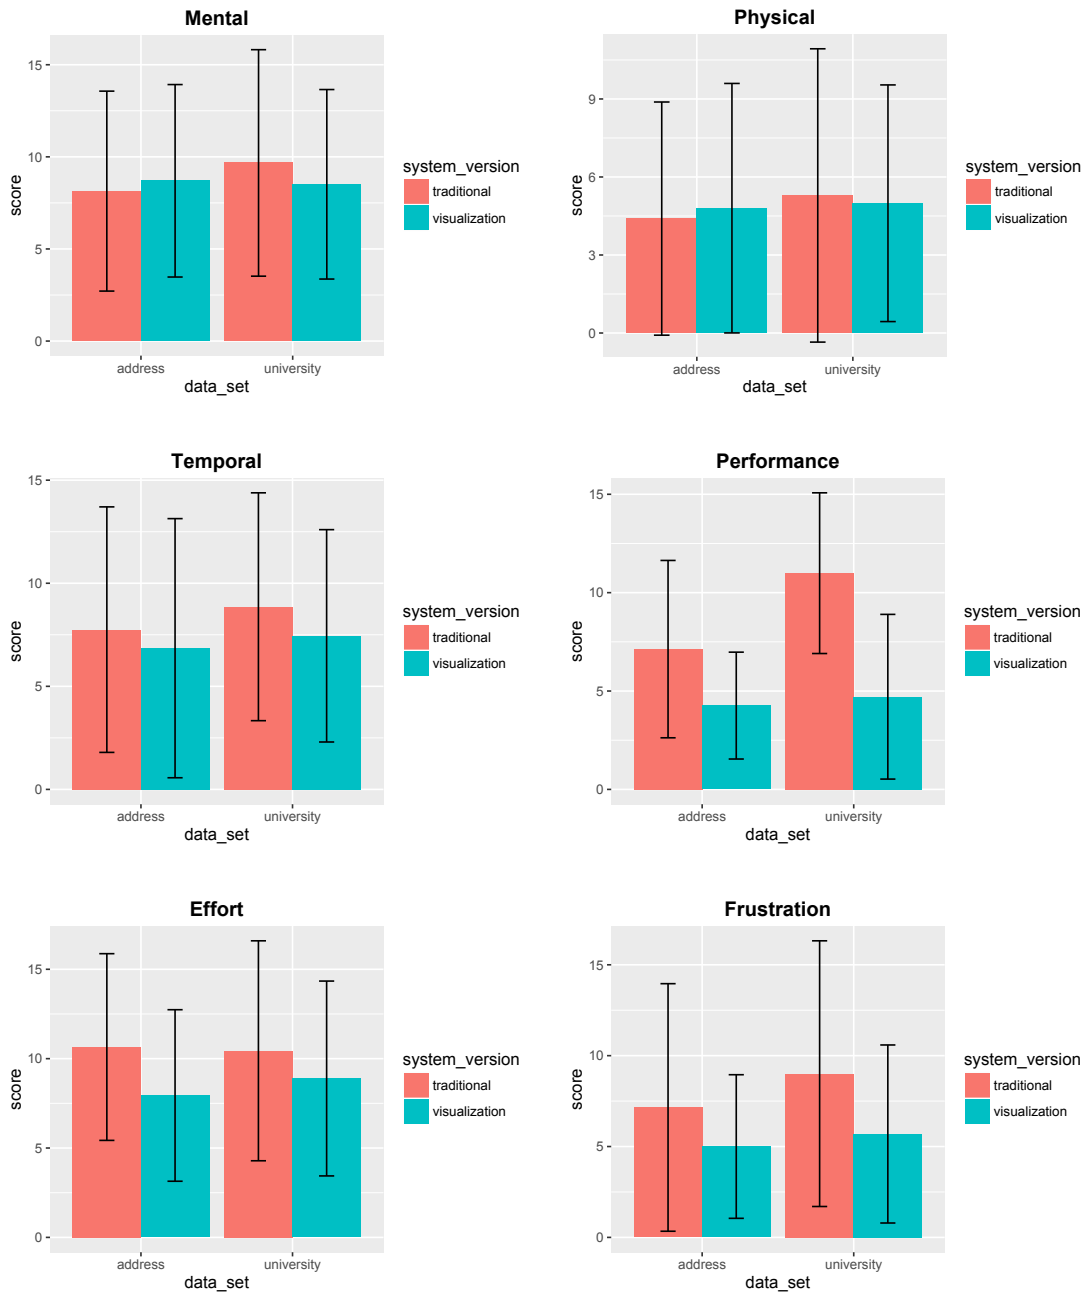 Mental
15
10
5
0
score
address
university
data_set
system_version
traditional
visualization
Physical
9
6
3
0
score
address
university
data_set
system_version
traditional
visualization
Temporal
15
10
5
0
score
address
university
data_set
system_version
traditional
visualization
Performance
15
10
5
0
score
address
university
data_set
system_version
traditional
visualization
Effort
15
10
5
0
score
address
university
data_set
system_version
traditional
visualization
Frustration
15
10
5
0
score
address
university
data_set
system_version
traditional
visualization